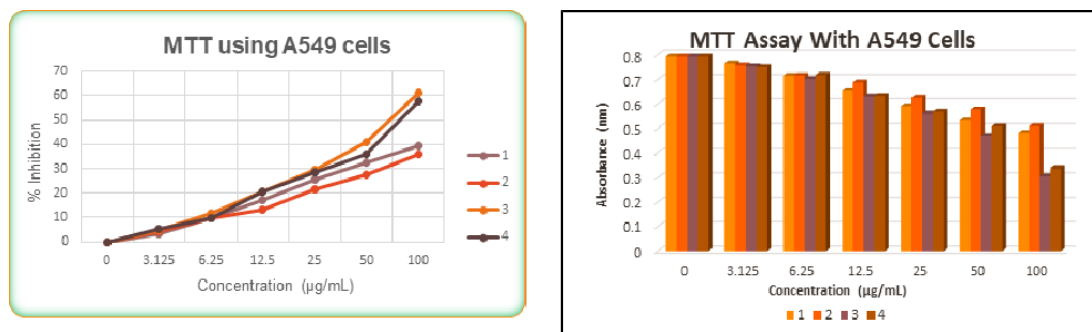 MTT using A549 cells
% Inhibition
70
60
50
40
30
20
10
0
0 3.125 6.25 12.5 25 50 100
Concentration (µg/mL)
1
2
3
4
MTT Assay With A549 Cells
Absorbance (nm)
0.8
0.7
0.6
0.5
0.4
0.3
0.2
0.1
0
0 3.125 6.25 12.5 25 50 100
Concentration (µg/mL)
1 2 3 4